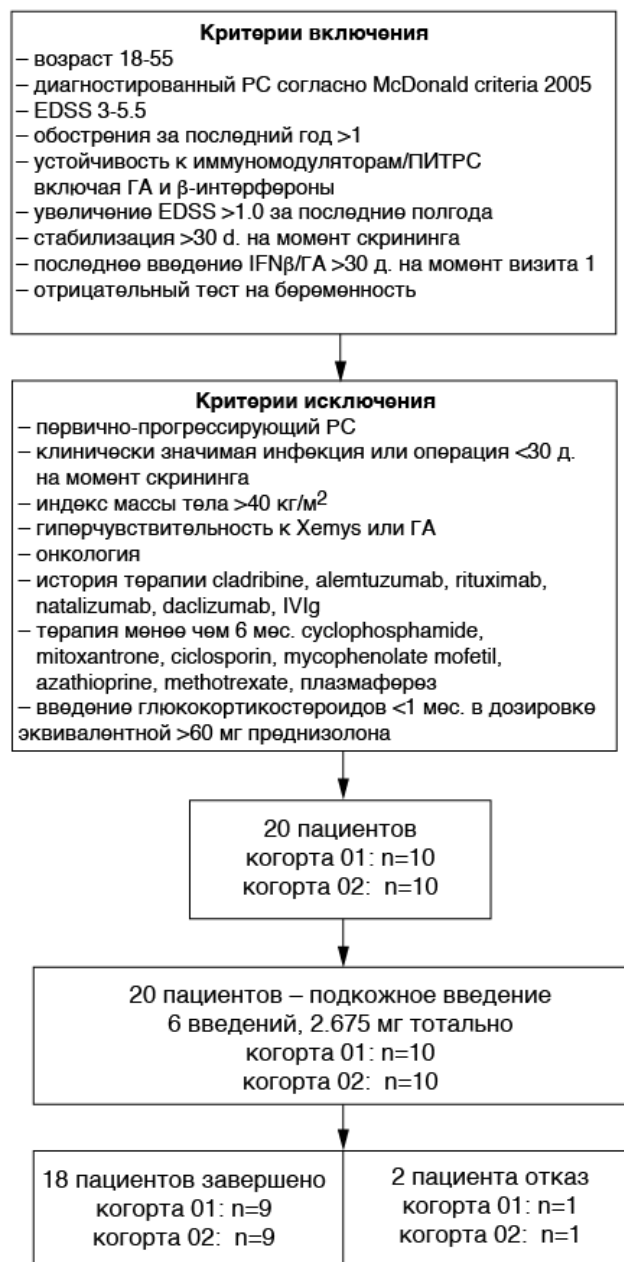 Критерии включения
– возраст 18-55
– диагностированный РС согласно McDonald criteria 2005
– EDSS 3-5.5
– обострения за последний год >1
– устойчивость к иммуномодуляторам/ПИТРС
включая ГА и β-интерфероны
– увеличение EDSS >1.0 за последние полгода
– стабилизация >30 d. на момент скрининга
– последнее введение IFNβ/ГА >30 д. на момент визита 1
– отрицательный тест на беременность
Критерии исключения
– первично-прогрессирующий РС
– клинически значимая инфекция или операция <30 д.
на момент скрининга
– индекс массы тела >40 кг/м²
– гиперчувствительность к Xemys или ГА
– онкология
– история терапии cladribine, alemtuzumab, rituximab,
natalizumab, daclizumab, IVIg
– терапия менее чем 6 мес. cyclophosphamide,
mitoxantrone, ciclosporin, mycophenolate mofetil,
azathioprine, methotrexate, плазмаферез
– введение глюкокортикостероидов <1 мес. в дозировке
эквивалентной >60 мг преднизолона
20 пациентов
когорта 01: n=10
когорта 02: n=10
20 пациентов – подкожное введение
6 введений, 2.675 мг тотально
когорта 01: n=10
когорта 02: n=10
18 пациентов завершено
когорта 01: n=9
когорта 02: n=9
2 пациента отказ
когорта 01: n=1
когорта 02: n=1